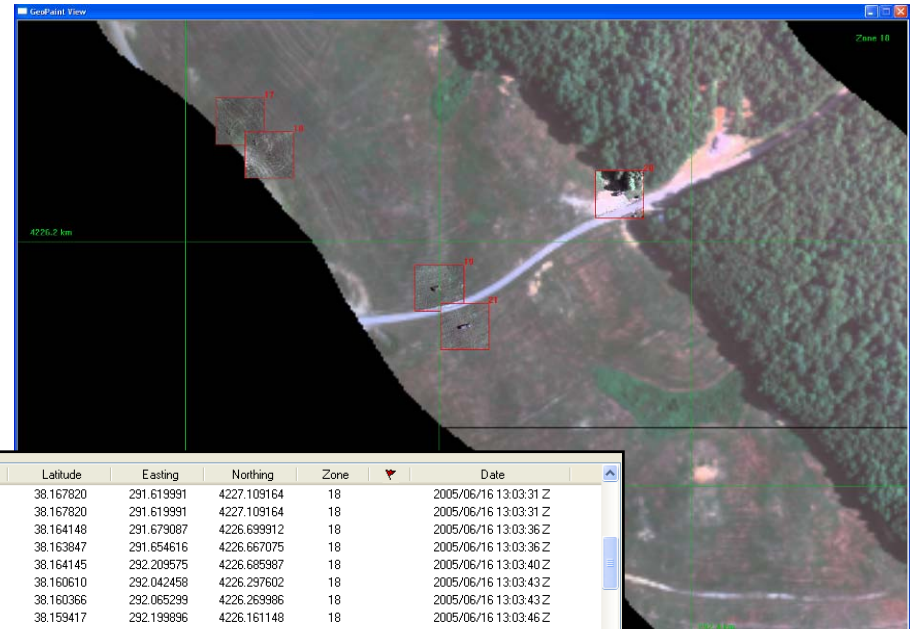 GeoPaint View
Zone 18
17
18
20
4226.2 km
19
21
Latitude Easting Northing Zone Date
38.167820 291.619991 4227.109164 18 2005/06/16 13:03:31 Z
38.167820 291.619991 4227.109164 18 2005/06/16 13:03:31 Z
38.164148 291.679087 4226.699912 18 2005/06/16 13:03:36 Z
38.163847 291.654616 4226.667075 18 2005/06/16 13:03:36 Z
38.164145 292.209575 4226.685987 18 2005/06/16 13:03:40 Z
38.160610 292.042458 4226.297602 18 2005/06/16 13:03:43 Z
38.160366 292.065299 4226.269986 18 2005/06/16 13:03:43 Z
38.159417 292.199896 4226.161148 18 2005/06/16 13:03:46 Z